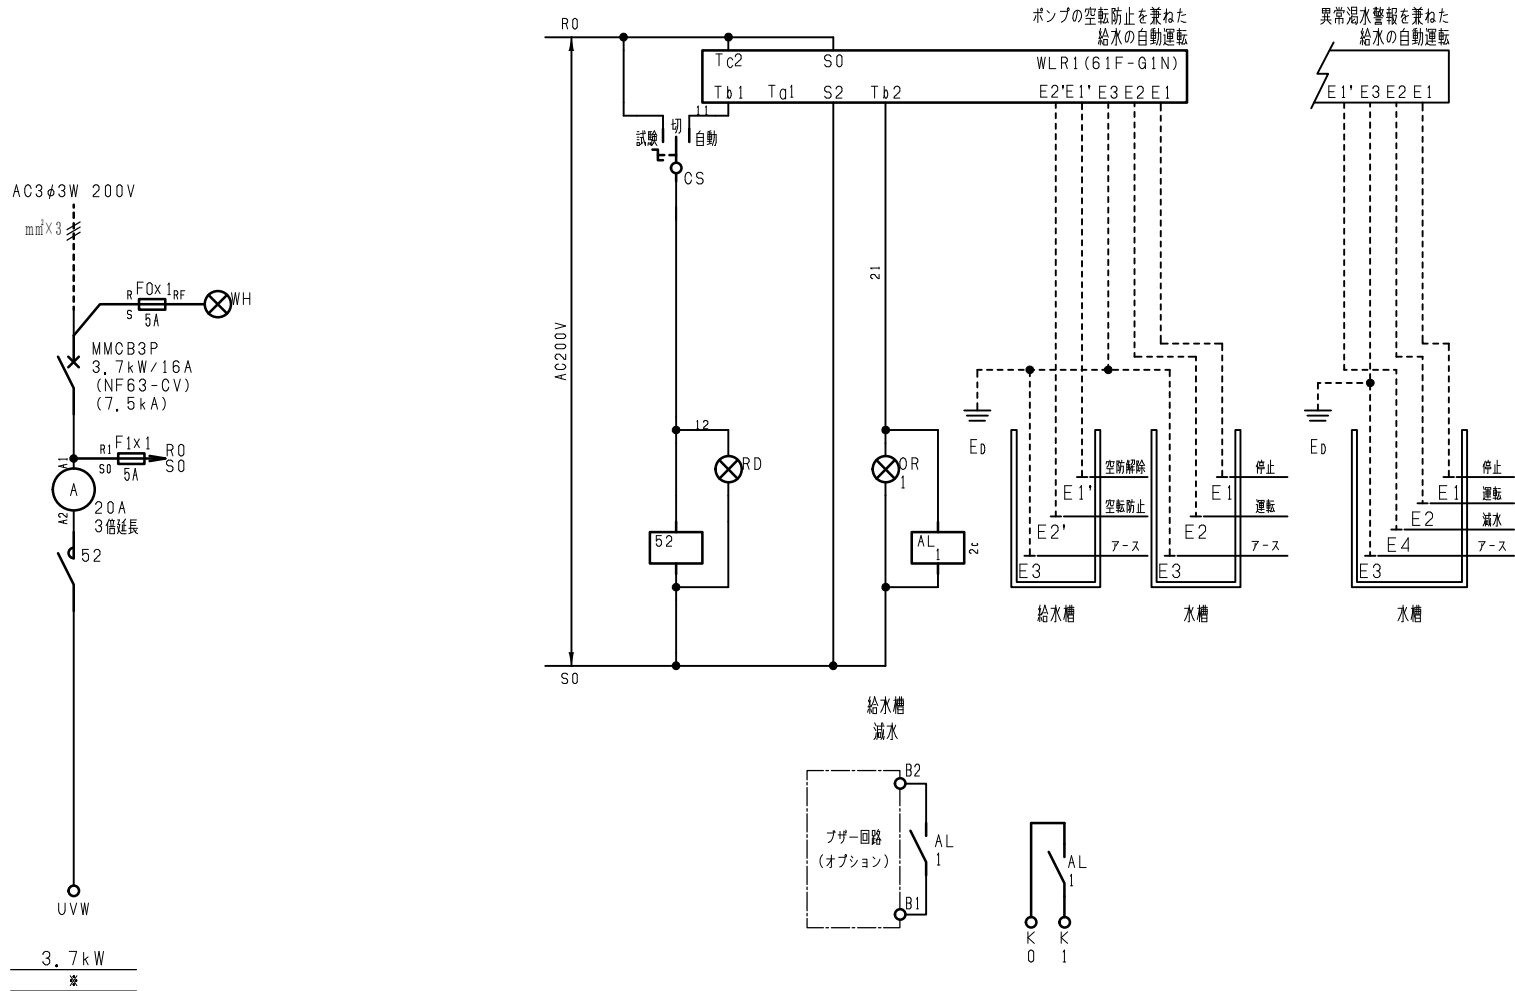 AC3φ3W 200V
mm²×3
R
F0×1
RF
S
5A
WH
MMCB3P
3.7kW/16A
(NF63-CV)
(7.5kA)
A1
R1
F1×1
R0
S0
S0
5A
A
A2
20A
3倍延長
52
UVW
3.7kW
※
R0
AC200V
S0
ポンプの空転防止を兼ねた
給水の自動運転
Tc2
S0
WLR1(61F-G1N)
Tb1
Ta1
S2
Tb2
E2'
E1'
E3
E2
E1
11
試験
切
自動
CS
21
12
RD
OR
1
52
AL
1
2c
ED
空防解除
E1'
空転防止
E2'
アース
E3
給水槽
停止
E1
運転
E2
アース
E3
水槽
異常渇水警報を兼ねた
給水の自動運転
E1'
E3
E2
E1
ED
停止
E1
運転
E2
減水
E4
アース
E3
水槽
給水槽
減水
B2
ブザー回路
(オプション)
AL
1
B1
AL
1
K
0
K
1